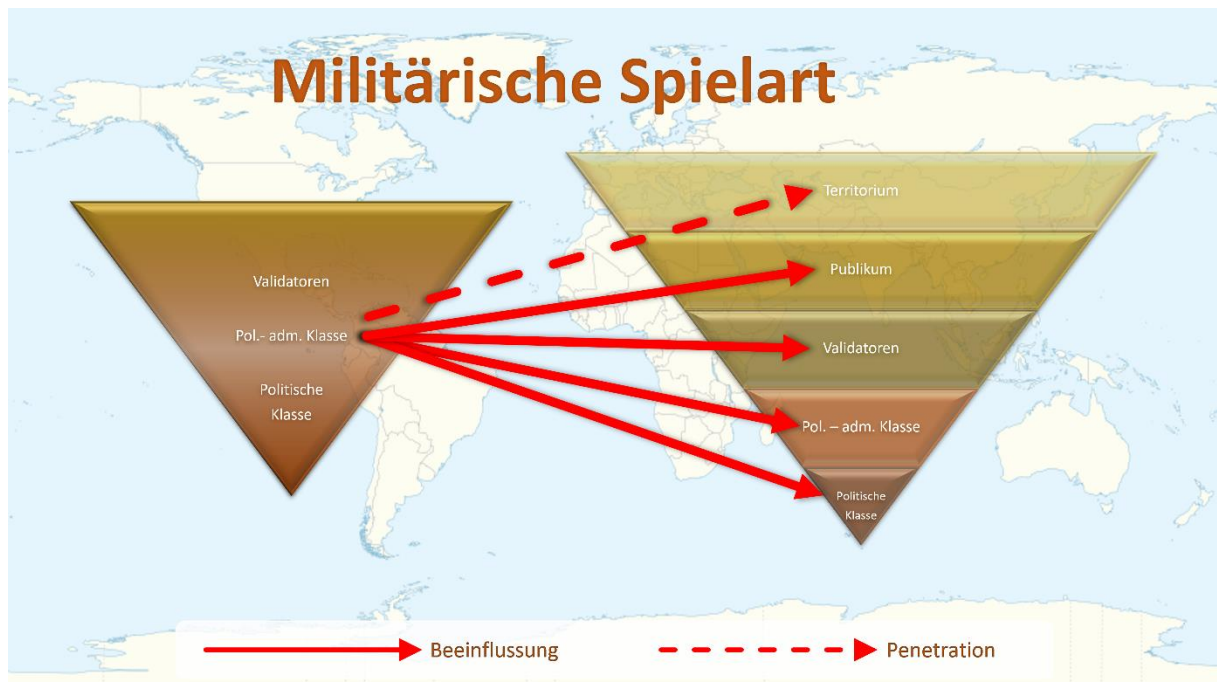 Militärische Spielart
Validatoren
Pol.- adm. Klasse
Politische
Klasse
Territorium
Publikum
Validatoren
Pol. – adm. Klasse
Politische
Klasse
Beeinflussung
Penetration